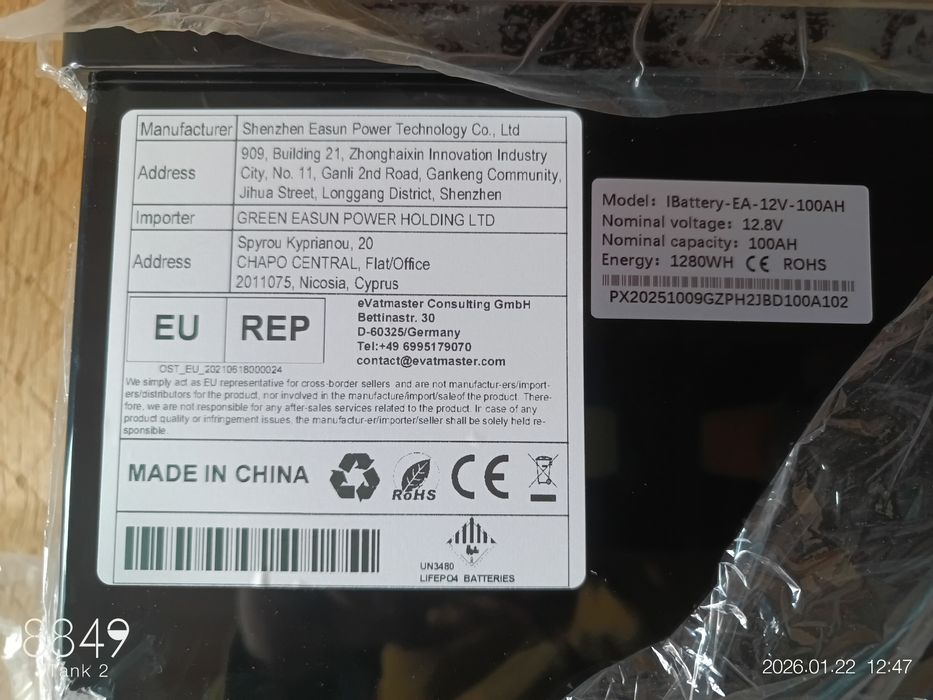 Manufacturer Shenzhen Easun Power Technology Co., Ltd
Address 909, Building 21, Zhonghaixin Innovation Industry
City, No. 11, Ganli 2nd Road, Gankeng Community,
Jihua Street, Longgang District, Shenzhen
Importer GREEN EASUN POWER HOLDING LTD
Address Spyrou Kyprianou, 20
CHAPO CENTRAL, Flat/Office
2011075, Nicosia, Cyprus
EU REP
OST_EU_20210618000024
eVatmaster Consulting GmbH
Bettinastr. 30
D-60325/Germany
Tel:+49 6995179070
contact@evatmaster.com
We simply act as EU representative for cross-border sellers and are not manufactur-ers/import-
ers/distributors for the product, nor involved in the manufacture/import/saleof the product. There-
fore, we are not responsible for any after-sales services related to the product. In case of any
product quality or infringement issues, the manufactur-er/importer/seller shall be solely held re-
sponsible.
MADE IN CHINA
RoHS
CE
UN3480
LIFEPO4 BATTERIES
Model: IBattery-EA-12V-100AH
Nominal voltage: 12.8V
Nominal capacity: 100AH
Energy: 1280WH CE ROHS
PX20251009GZPH2JBD100A102
8849
Tank 2
2026.01.22 12:47